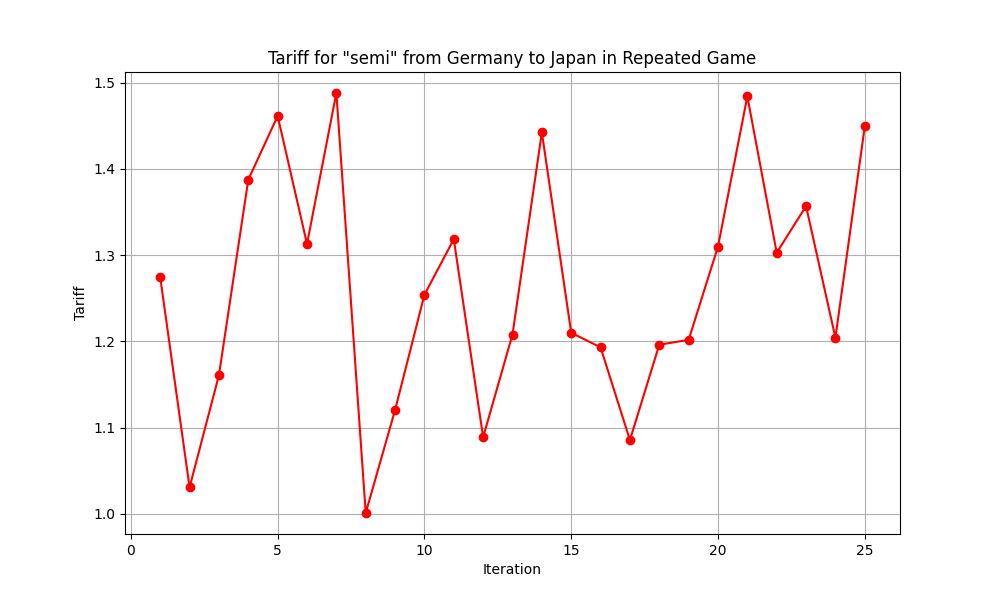 Tariff for "semi" from Germany to Japan in Repeated Game
1.5
1.4
1.3
1.2
1.1
1.0
Tariff
0 5 10 15 20 25
Iteration